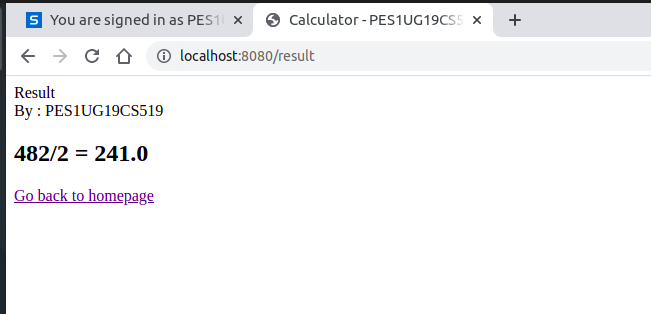 You are signed in as PES1U
Calculator - PES1UG19CS5
localhost:8080/result
Result
By : PES1UG19CS519
482/2 = 241.0
Go back to homepage